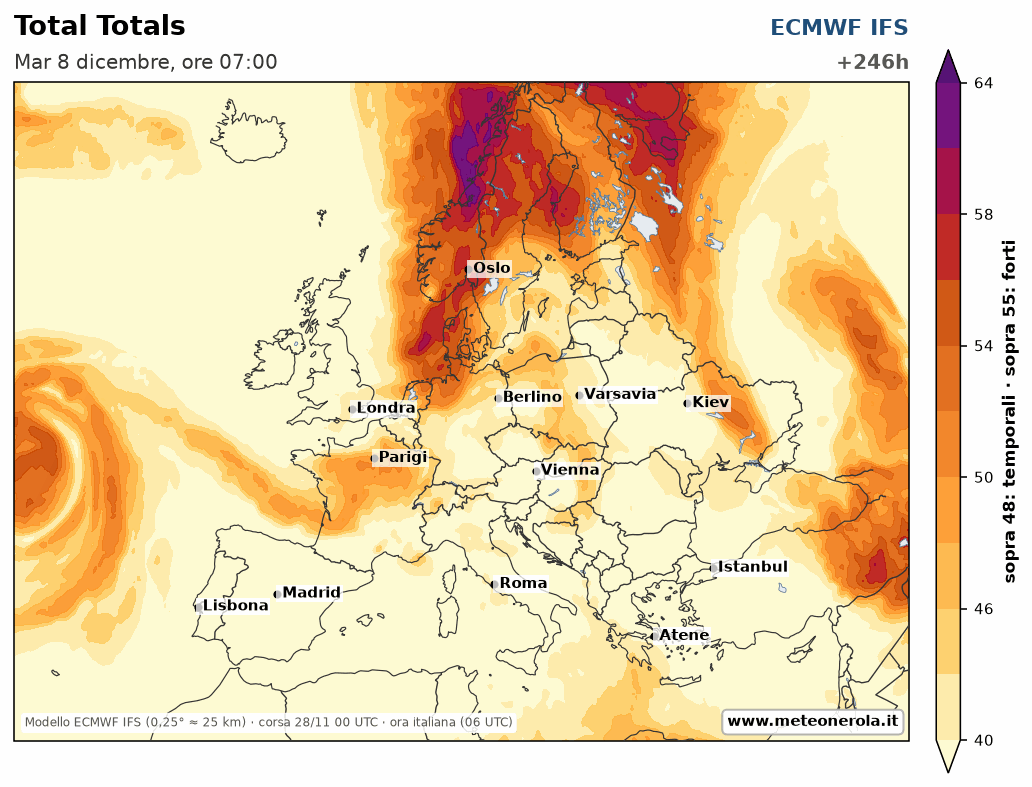 Total Totals
ECMWF IFS
Mar 8 dicembre, ore 07:00
+246h
64
58
54
50
46
40
sopra 48: temporali · sopra 55: forti
Oslo
Berlino
Varsavia
Kiev
Londra
Parigi
Vienna
Istanbul
Roma
Madrid
Lisbona
Atene
Modello ECMWF IFS (0,25° ≈ 25 km) · corsa 28/11 00 UTC · ora italiana (06 UTC)
www.meteonerola.it